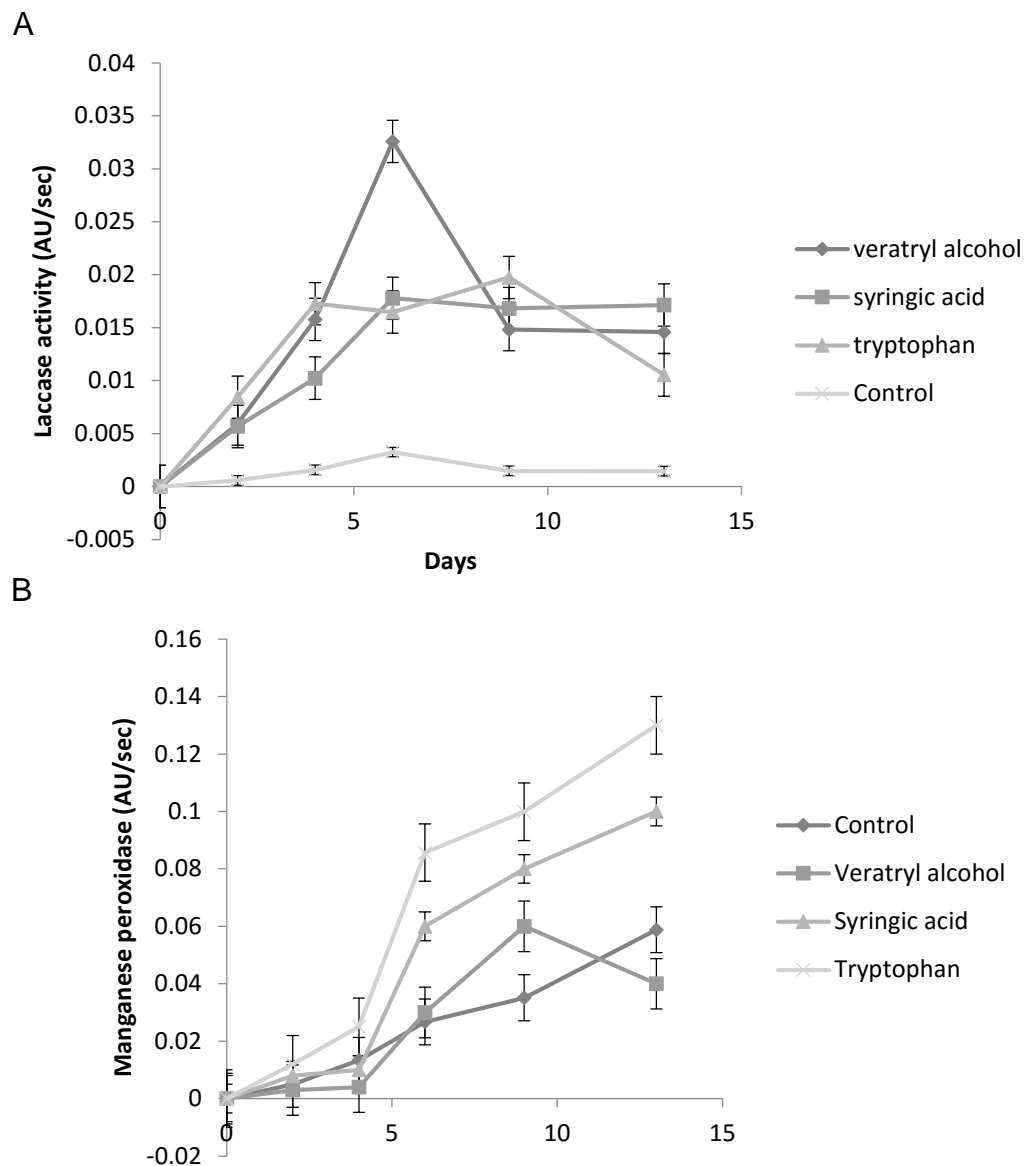 A
Laccase activity (AU/sec)
0.04
0.035
0.03
0.025
0.02
0.015
0.01
0.005
0
-0.005
0
5
10
15
Days
veratryl alcohol
syringic acid
tryptophan
Control
B
Manganese peroxidase (AU/sec)
0.16
0.14
0.12
0.1
0.08
0.06
0.04
0.02
0
-0.02
0
5
10
15
Control
Veratryl alcohol
Syringic acid
Tryptophan